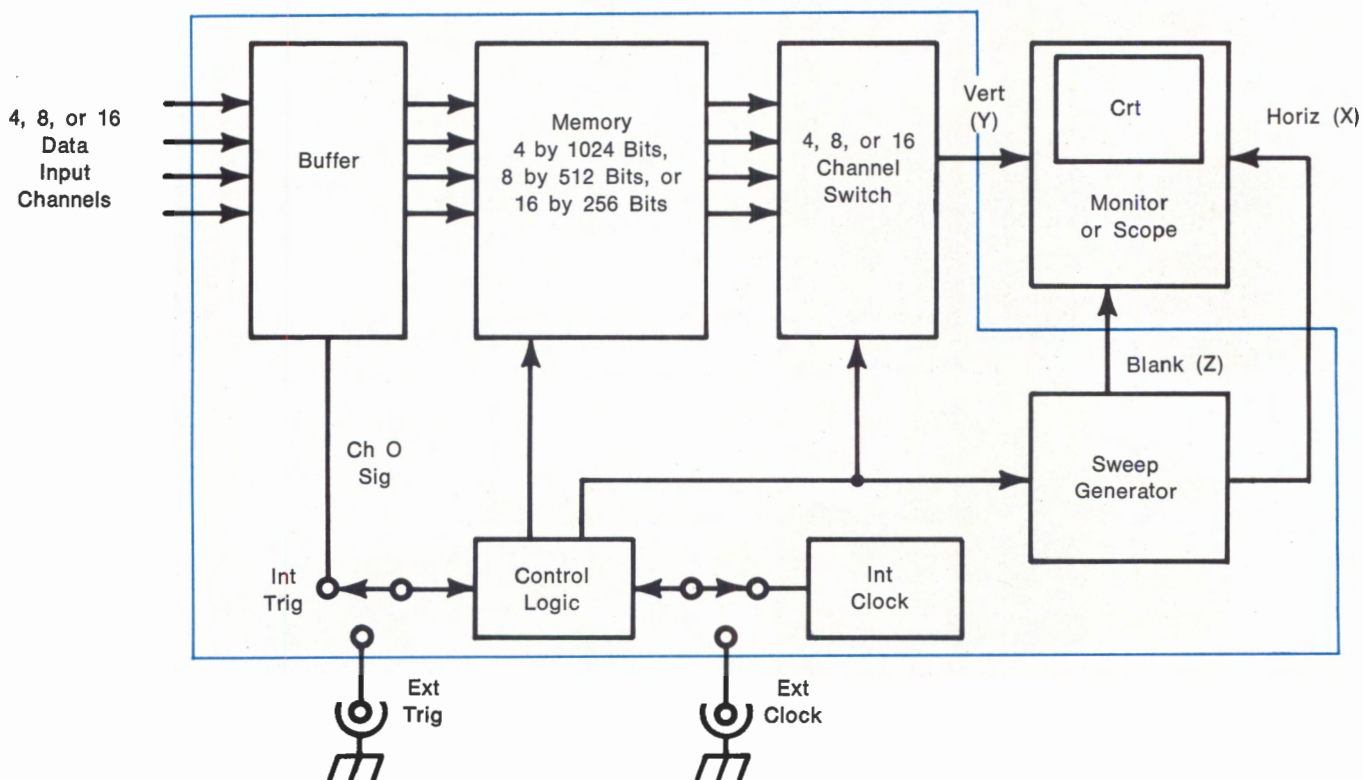 4, 8, or 16
Data
Input
Channels
Buffer
Memory
4 by 1024 Bits,
8 by 512 Bits, or
16 by 256 Bits
4, 8, or 16
Channel
Switch
Vert
(Y)
Crt
Monitor
or Scope
Horiz (X)
Blank (Z)
Ch O
Sig
Sweep
Generator
Int
Trig
Control
Logic
Int
Clock
Ext
Trig
Ext
Clock